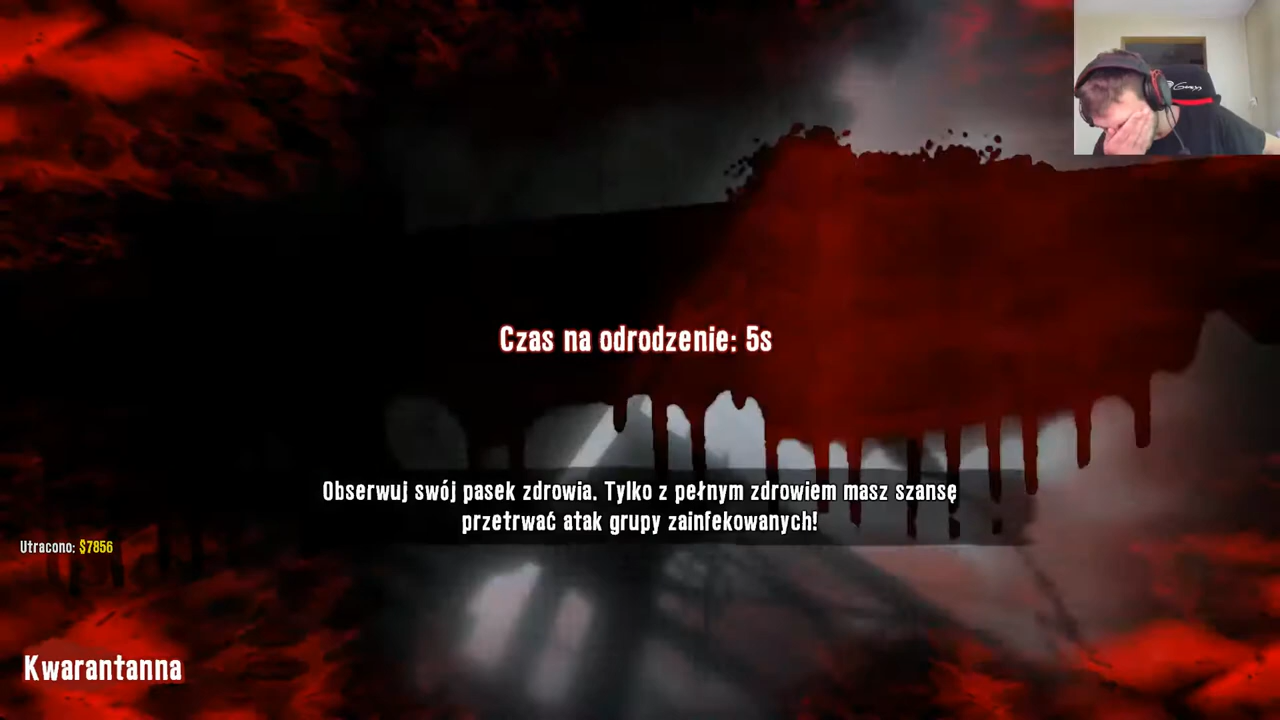 Czas na odrodzenie: 5s
Obserwuj swój pasek zdrowia. Tylko z pełnym zdrowiem masz szansę
przetrwać atak grupy zainfekowanych!
Utracono: $7856
Kwarantanna